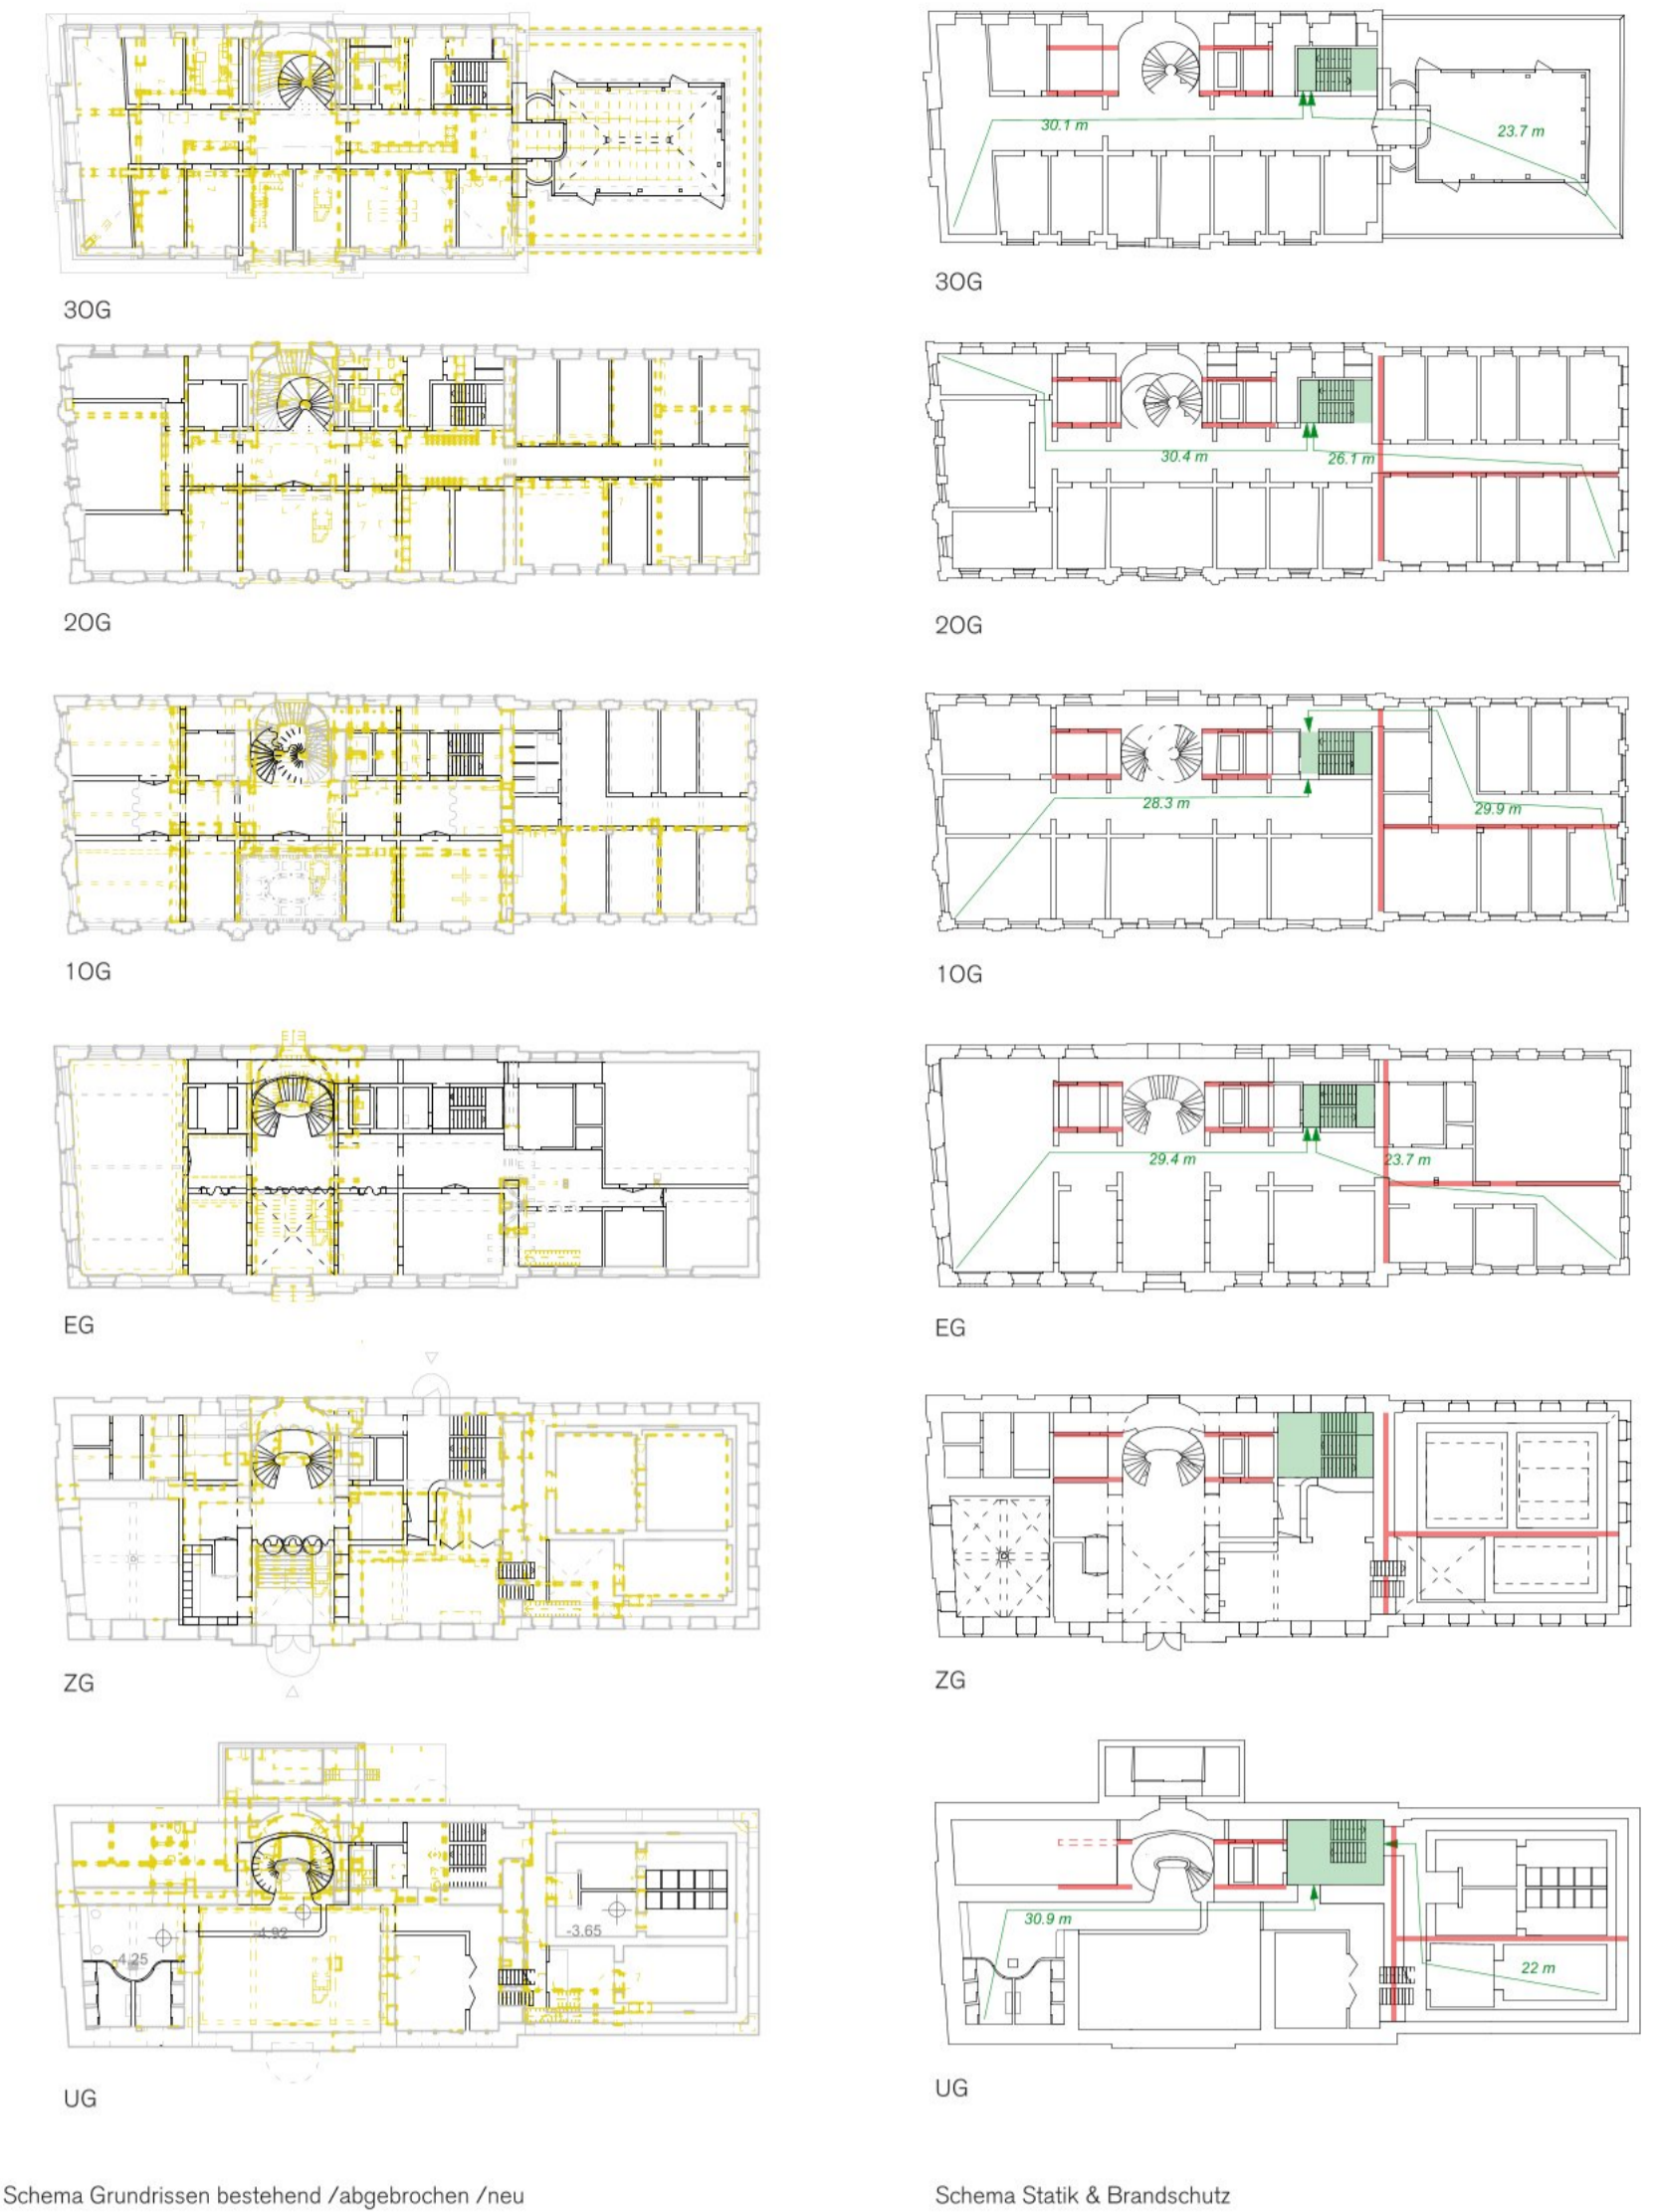 3OG
30.1 m
23.7 m
3OG
2OG
30.4 m
26.1 m
2OG
1OG
28.3 m
29.9 m
1OG
EG
29.4 m
23.7 m
EG
ZG
ZG
-4.25
-4.92
-3.65
UG
30.9 m
22 m
UG
Schema Grundrissen bestehend /abgebrochen /neu
Schema Statik & Brandschutz